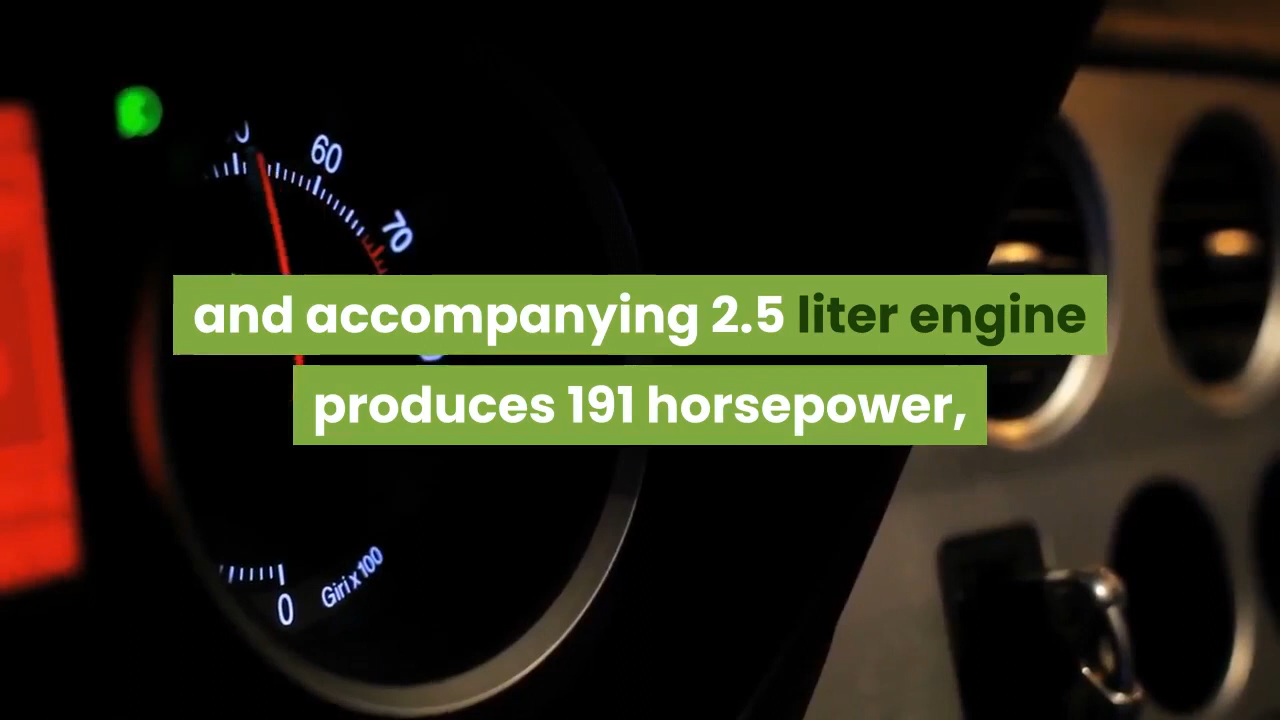 60
70
and accompanying 2.5 liter engine
produces 191 horsepower,
0
Giri x 100